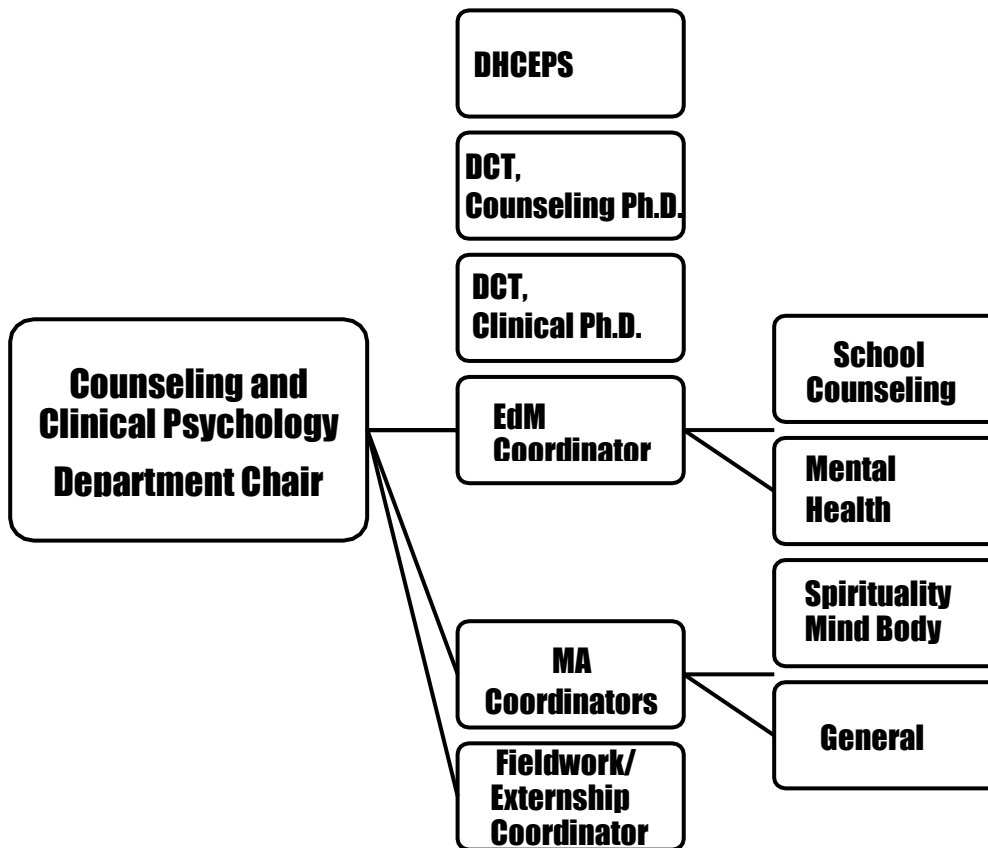 DHCEPS
DCT,
Counseling Ph.D.
DCT,
Clinical Ph.D.
Counseling and
Clinical Psychology
Department Chair
EdM
Coordinator
School
Counseling
Mental
Health
Spirituality
Mind Body
MA
Coordinators
General
Fieldwork/
Externship
Coordinator